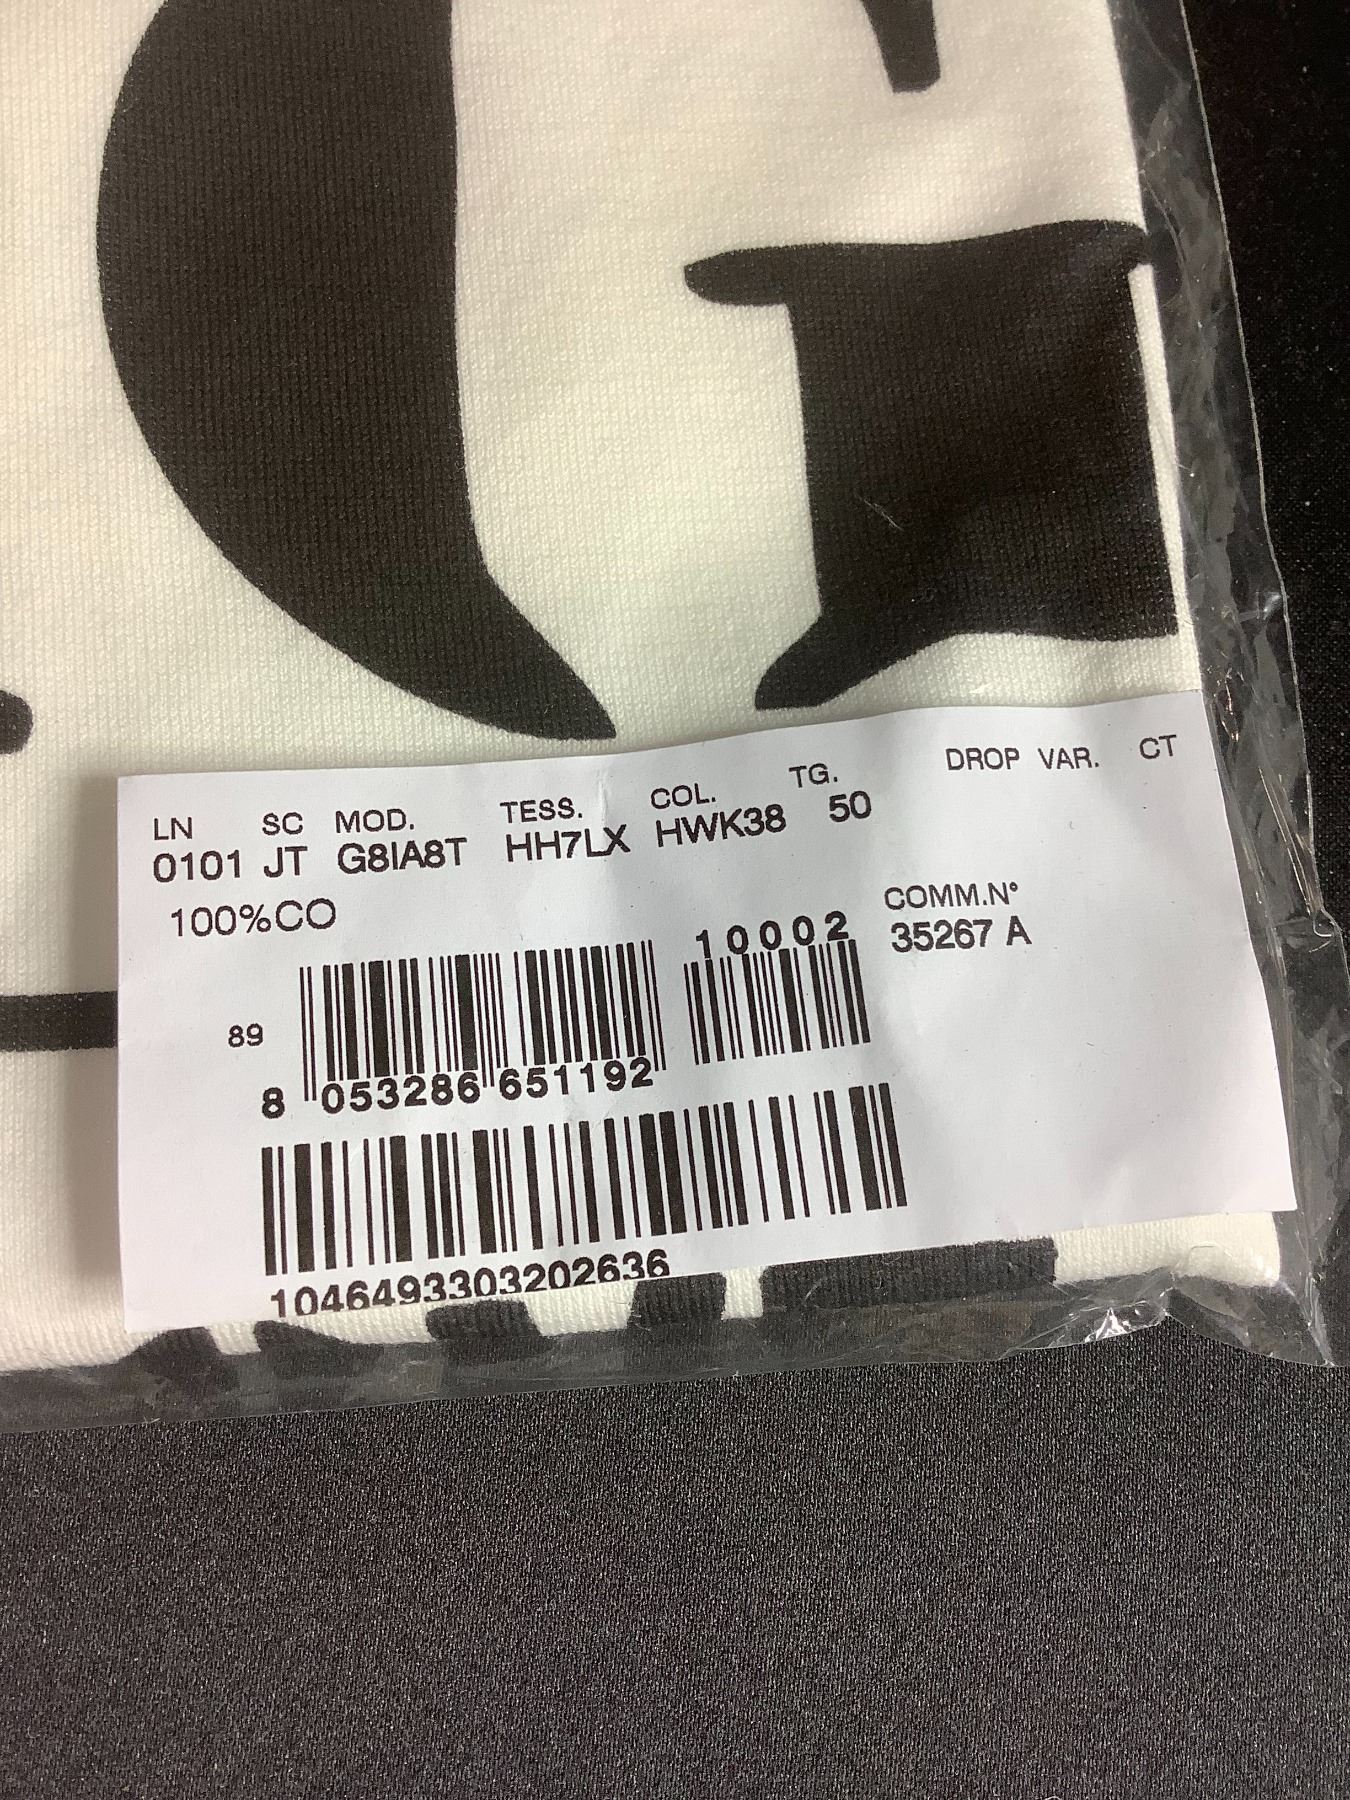 LN SC MOD. TESS. COL. TG. DROP VAR. CT
0101 JT G8IA8T HH7LX HWK38 50
100%CO
COMM.N°
35267 A
10002
89
8 053286 651192
1046493303202636
G